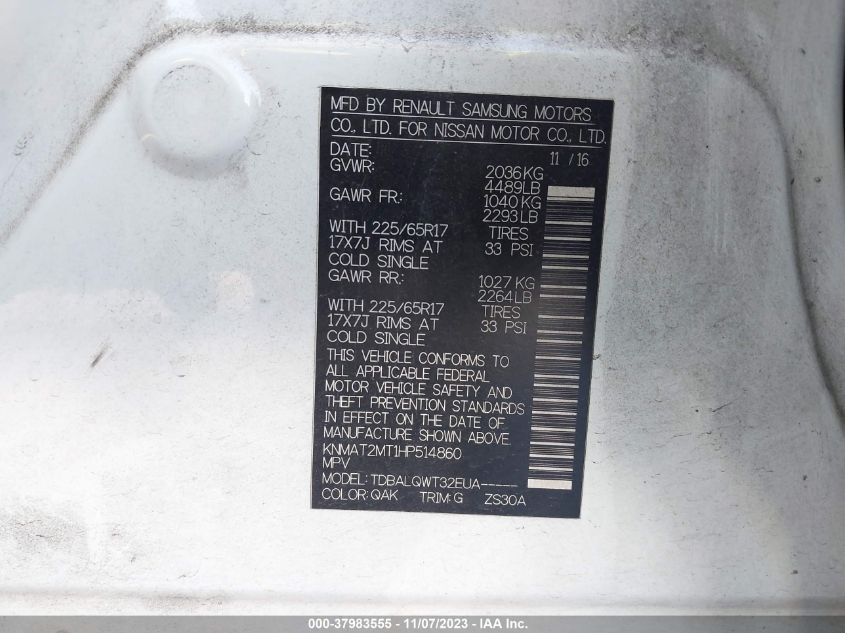 MFD BY RENAULT SAMSUNG MOTORS
CO., LTD. FOR NISSAN MOTOR CO., LTD.
DATE: 11 / 16
GVWR: 2036KG
4489LB
GAWR FR: 1040KG
2293LB
WITH 225/65R17 TIRES
17X7J RIMS AT 33 PSI
COLD SINGLE
GAWR RR: 1027KG
2264LB
WITH 225/65R17 TIRES
17X7J RIMS AT 33 PSI
COLD SINGLE
THIS VEHICLE CONFORMS TO
ALL APPLICABLE FEDERAL
MOTOR VEHICLE SAFETY AND
THEFT PREVENTION STANDARDS
IN EFFECT ON THE DATE OF
MANUFACTURE SHOWN ABOVE.
KNMAT2MT1HP514860
MPV
MODEL: TDBALQWT32EUA-----
COLOR: QAK TRIM: G ZS30A
000-37983555 - 11/07/2023 - IAA Inc.